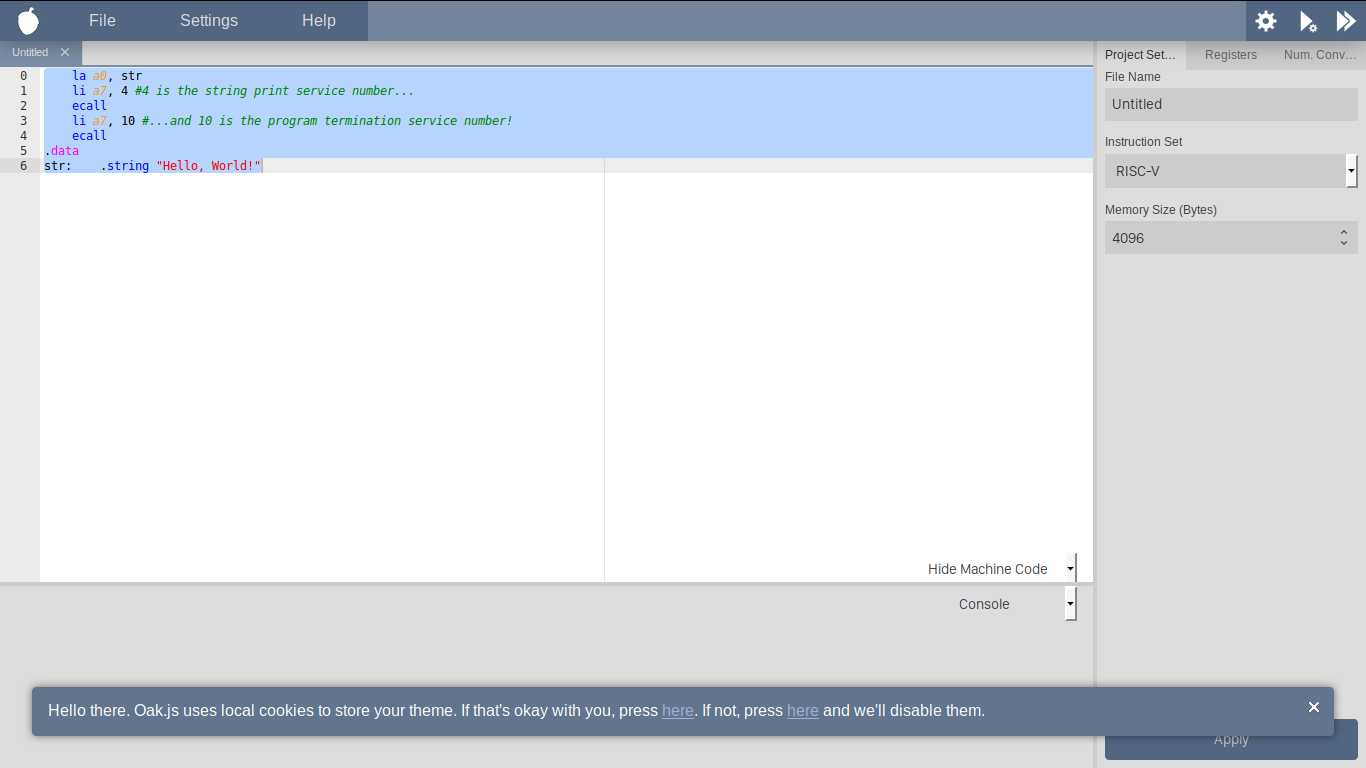 File Settings Help
Untitled
Project Set... Registers Num. Conv...
0 la a0, str
1 li a7, 4 #4 is the string print service number...
2 ecall
3 li a7, 10 #...and 10 is the program termination service number!
4 ecall
5 .data
6 str: .string "Hello, World!"
File Name
Untitled
Instruction Set
RISC-V
Memory Size (Bytes)
4096
Hide Machine Code
Console
Hello there. Oak.js uses local cookies to store your theme. If that's okay with you, press here. If not, press here and we'll disable them.
Apply